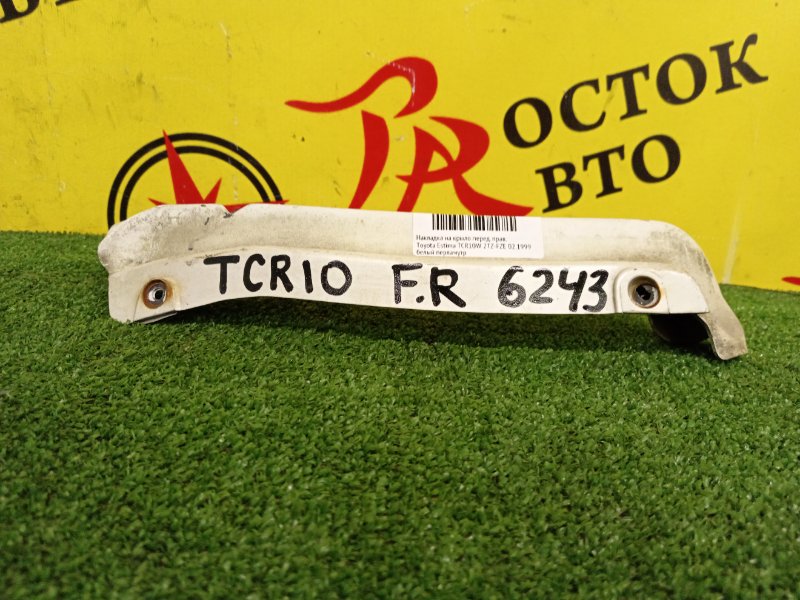 ОСТОК
ВТО
Накладка на крыло перед. прав.
Toyota Estima TCR10W 2TZ-FZE 02.1999
белый перламутр
TCR10 F.R 6243